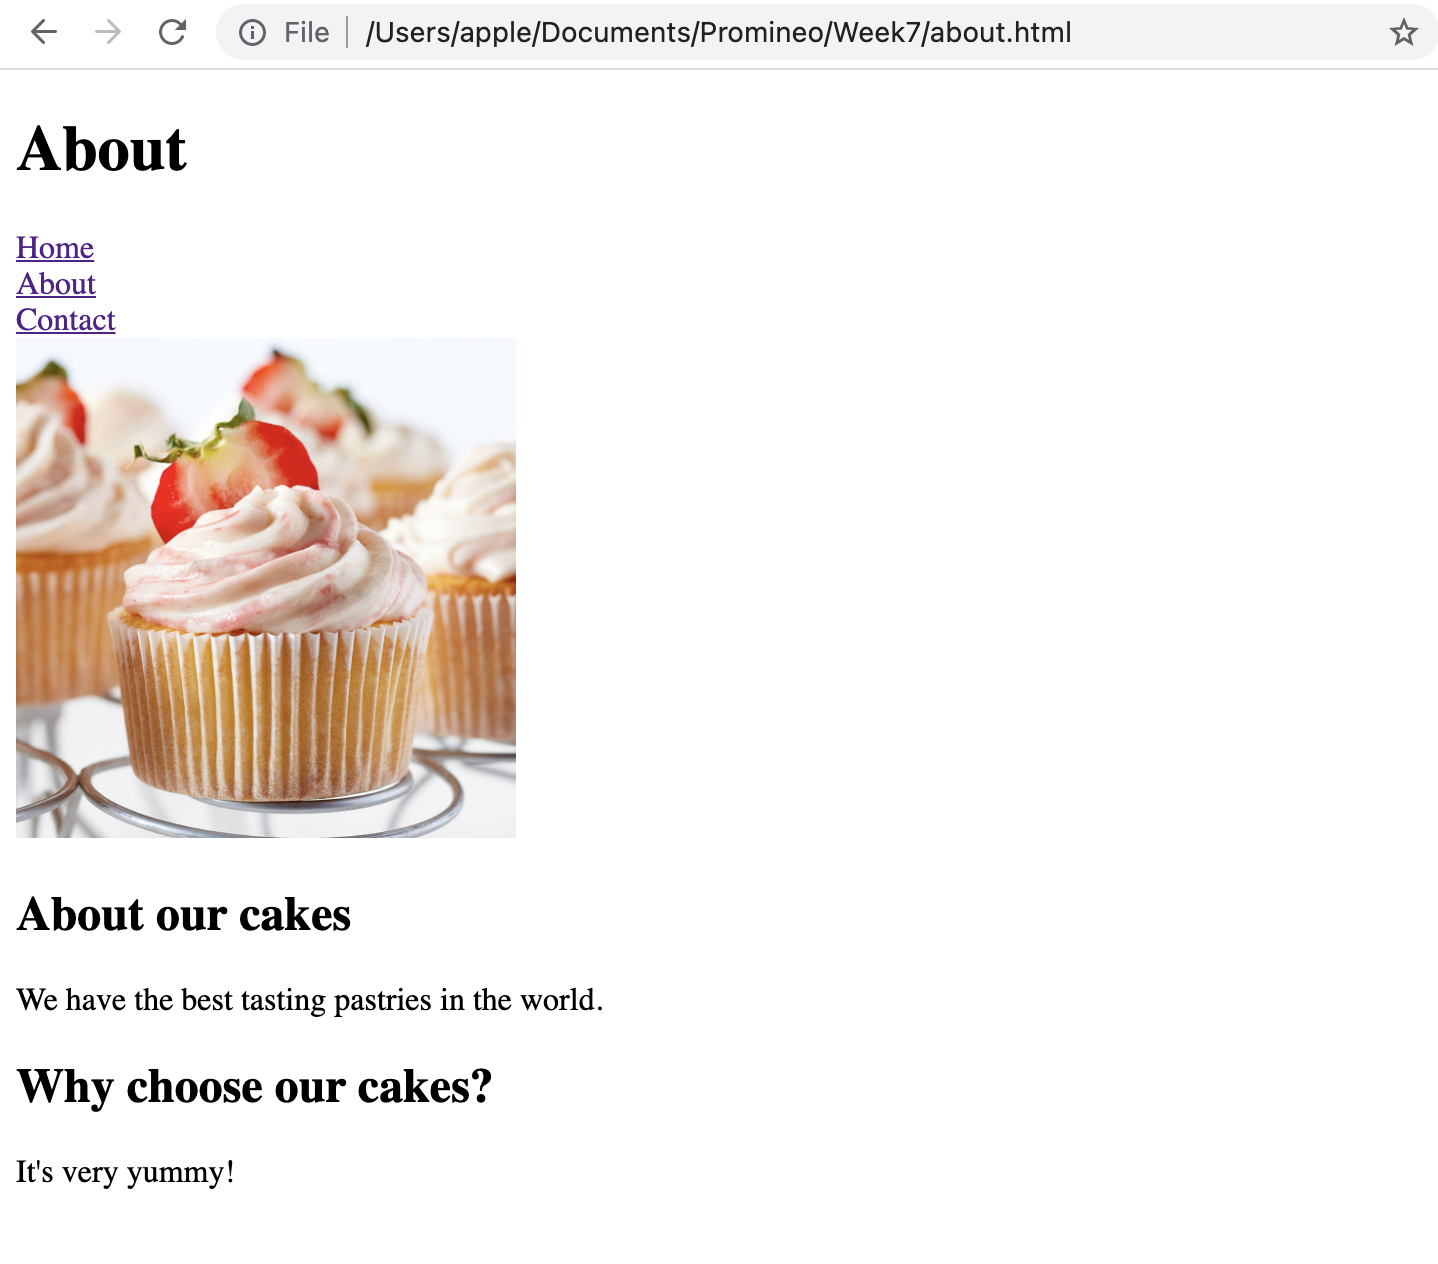 File /Users/apple/Documents/Promineo/Week7/about.html
About
Home
About
Contact
About our cakes
We have the best tasting pastries in the world.
Why choose our cakes?
It's very yummy!